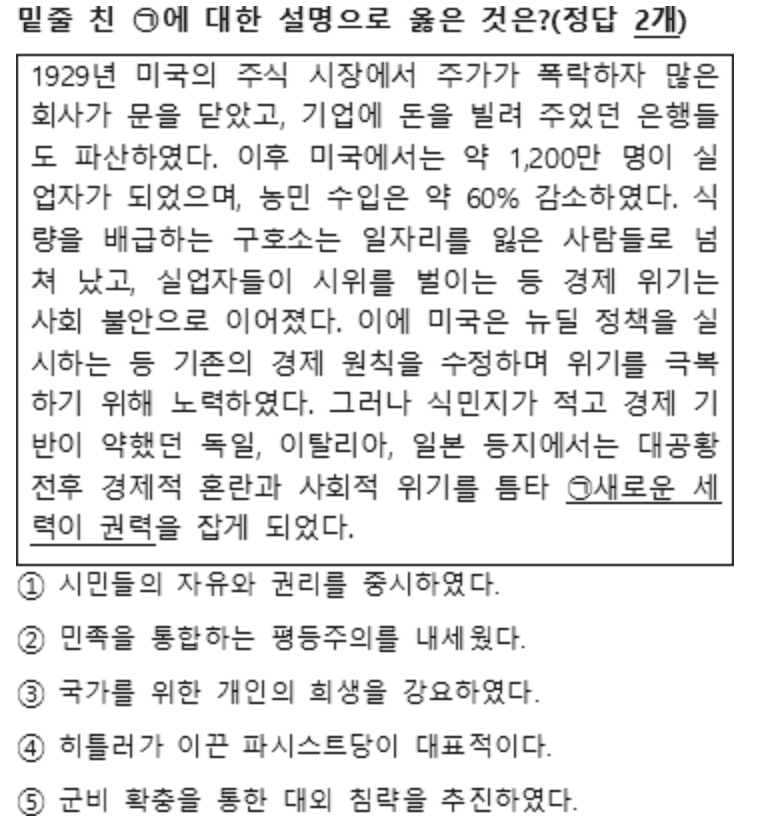 밑줄 친 ㉠에 대한 설명으로 옳은 것은?(정답 2개)
1929년 미국의 주식 시장에서 주가가 폭락하자 많은
회사가 문을 닫았고, 기업에 돈을 빌려 주었던 은행들
도 파산하였다. 이후 미국에서는 약 1,200만 명이 실
업자가 되었으며, 농민 수입은 약 60% 감소하였다. 식
량을 배급하는 구호소는 일자리를 잃은 사람들로 넘
쳐 났고, 실업자들이 시위를 벌이는 등 경제 위기는
사회 불안으로 이어졌다. 이에 미국은 뉴딜 정책을 실
시하는 등 기존의 경제 원칙을 수정하며 위기를 극복
하기 위해 노력하였다. 그러나 식민지가 적고 경제 기
반이 약했던 독일, 이탈리아, 일본 등지에서는 대공황
전후 경제적 혼란과 사회적 위기를 틈타 ㉠새로운 세
력이 권력을 잡게 되었다.
① 시민들의 자유와 권리를 중시하였다.
② 민족을 통합하는 평등주의를 내세웠다.
③ 국가를 위한 개인의 희생을 강요하였다.
④ 히틀러가 이끈 파시스트당이 대표적이다.
⑤ 군비 확충을 통한 대외 침략을 추진하였다.